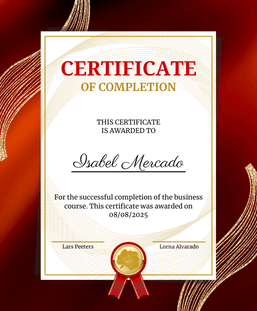 CERTIFICATE
OF COMPLETION
THIS CERTIFICATE
IS AWARDED TO
Isabel Mercado
For the successful completion of the business
course. This certificate was awarded on
08/08/2025
Lars Peeters
Lorna Alvarado